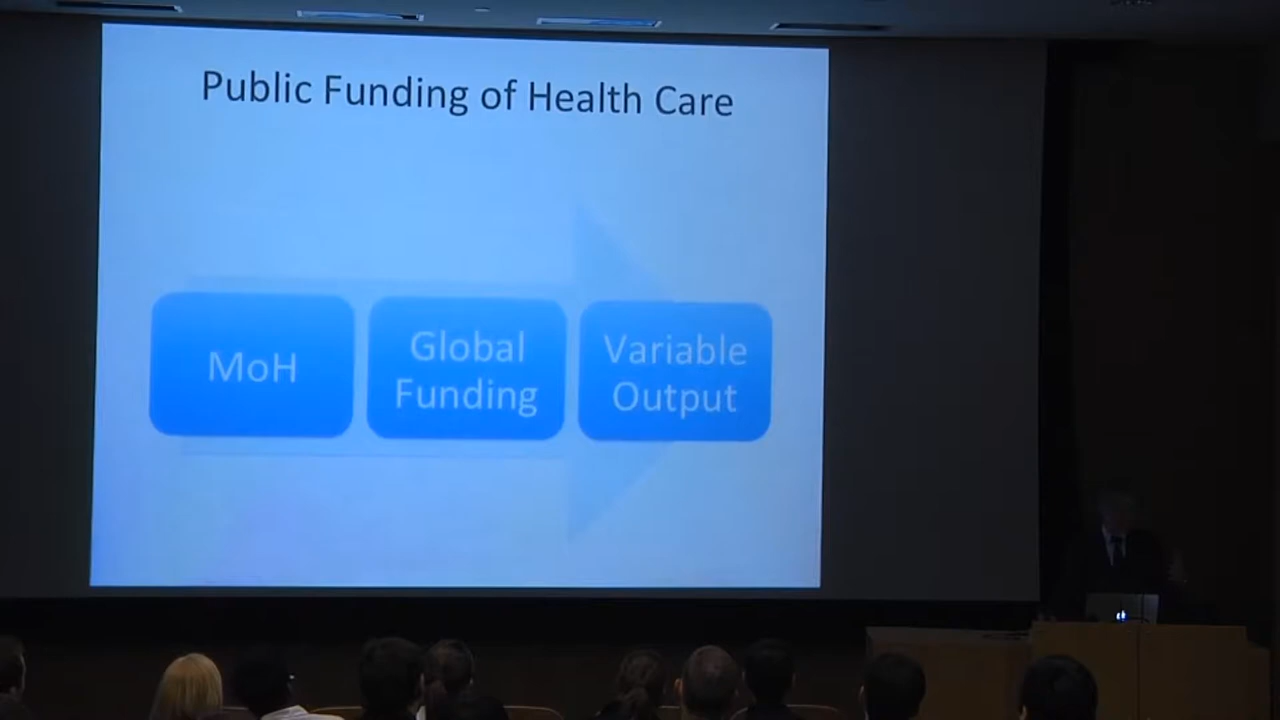 Public Funding of Health Care
MoH
Global
Funding
Variable
Output